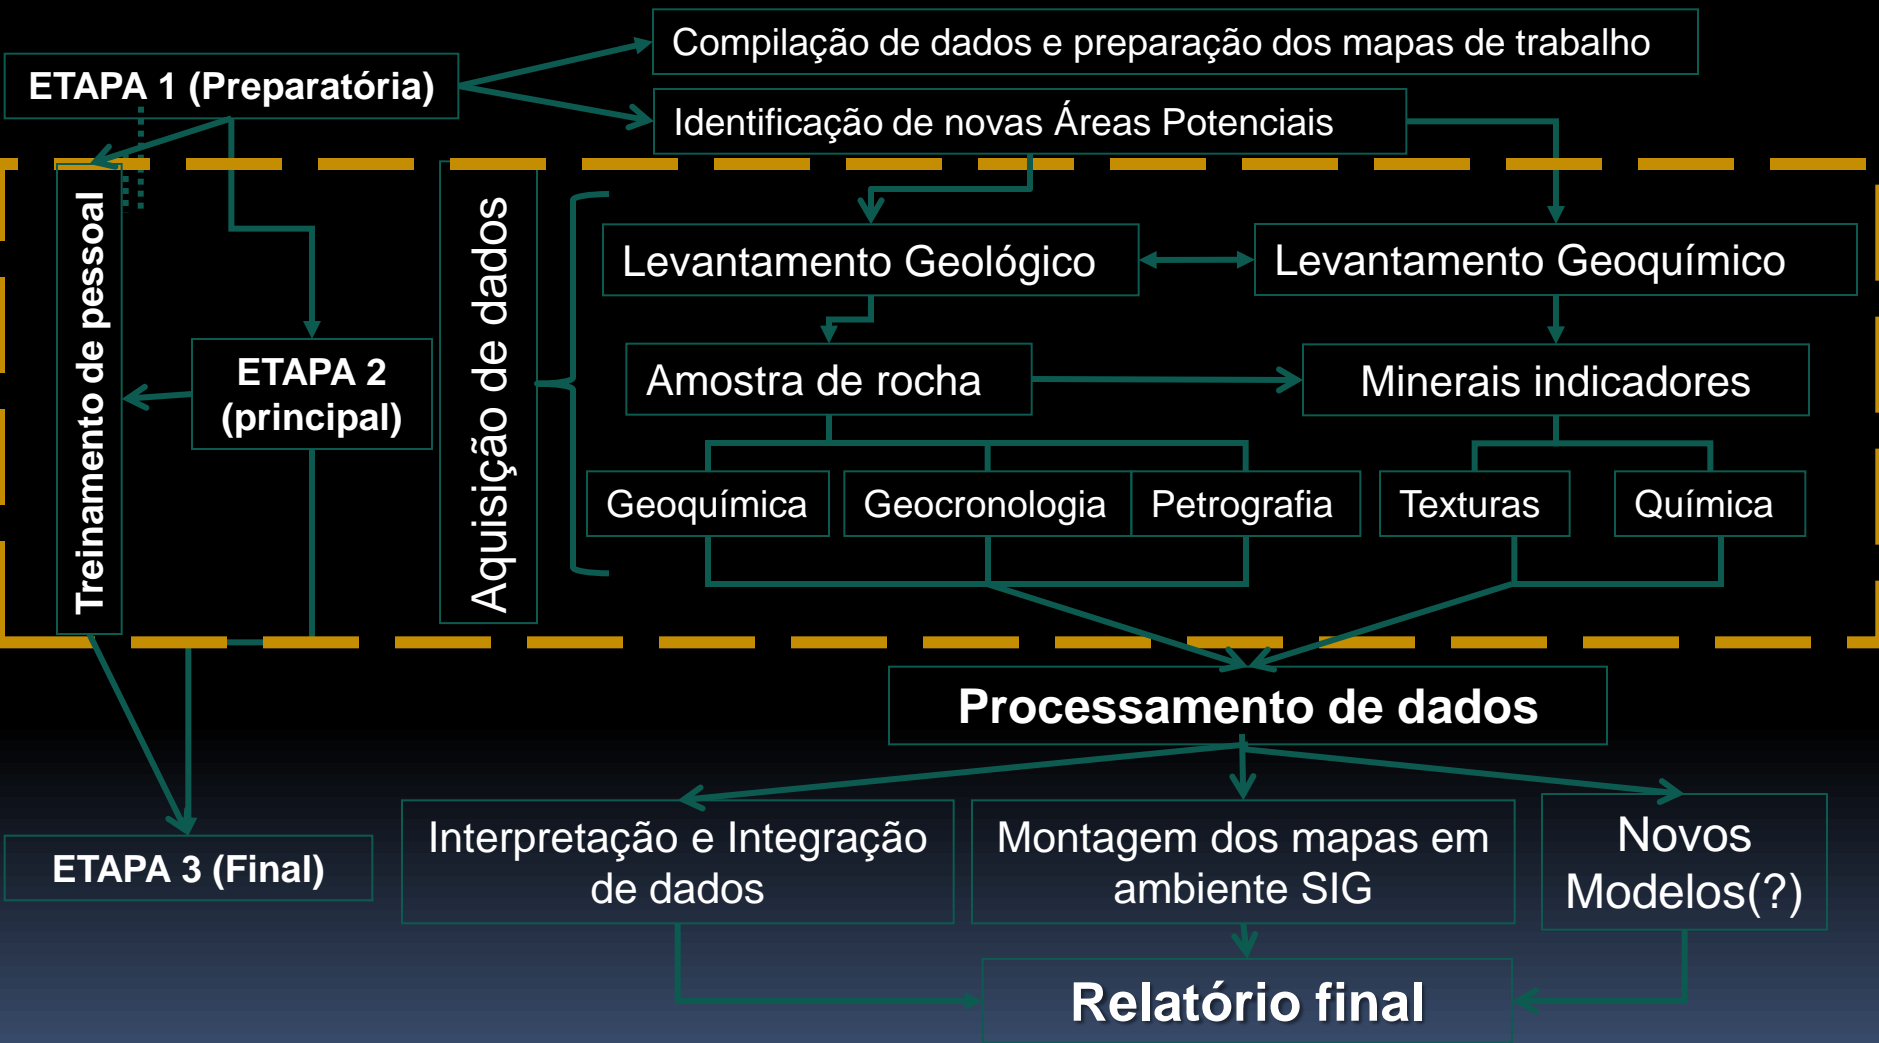 Compilação de dados e preparação dos mapas de trabalho
ETAPA 1 (Preparatória)
Identificação de novas Áreas Potenciais
Treinamento de pessoal
Aquisição de dados
Levantamento Geológico
Levantamento Geoquímico
ETAPA 2
(principal)
Amostra de rocha
Minerais indicadores
Geoquímica
Geocronologia
Petrografia
Texturas
Química
Processamento de dados
ETAPA 3 (Final)
Interpretação e Integração
de dados
Montagem dos mapas em
ambiente SIG
Novos
Modelos(?)
Relatório final